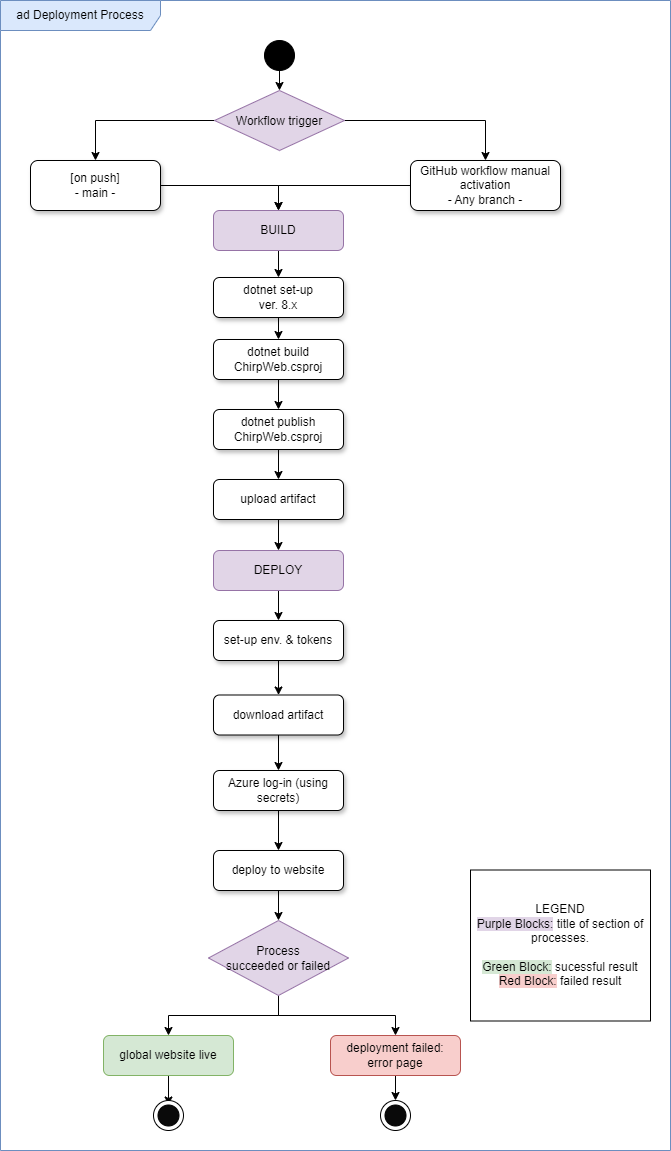 ad Deployment Process
Workflow trigger
[on push]
- main -
GitHub workflow manual
activation
- Any branch -
BUILD
dotnet set-up
ver. 8.x
dotnet build
ChirpWeb.csproj
dotnet publish
ChirpWeb.csproj
upload artifact
DEPLOY
set-up env. & tokens
download artifact
Azure log-in (using
secrets)
deploy to website
Process
succeeded or failed
LEGEND
Purple Blocks: title of section of
processes.
Green Block: sucessful result
Red Block: failed result
global website live
deployment failed:
error page